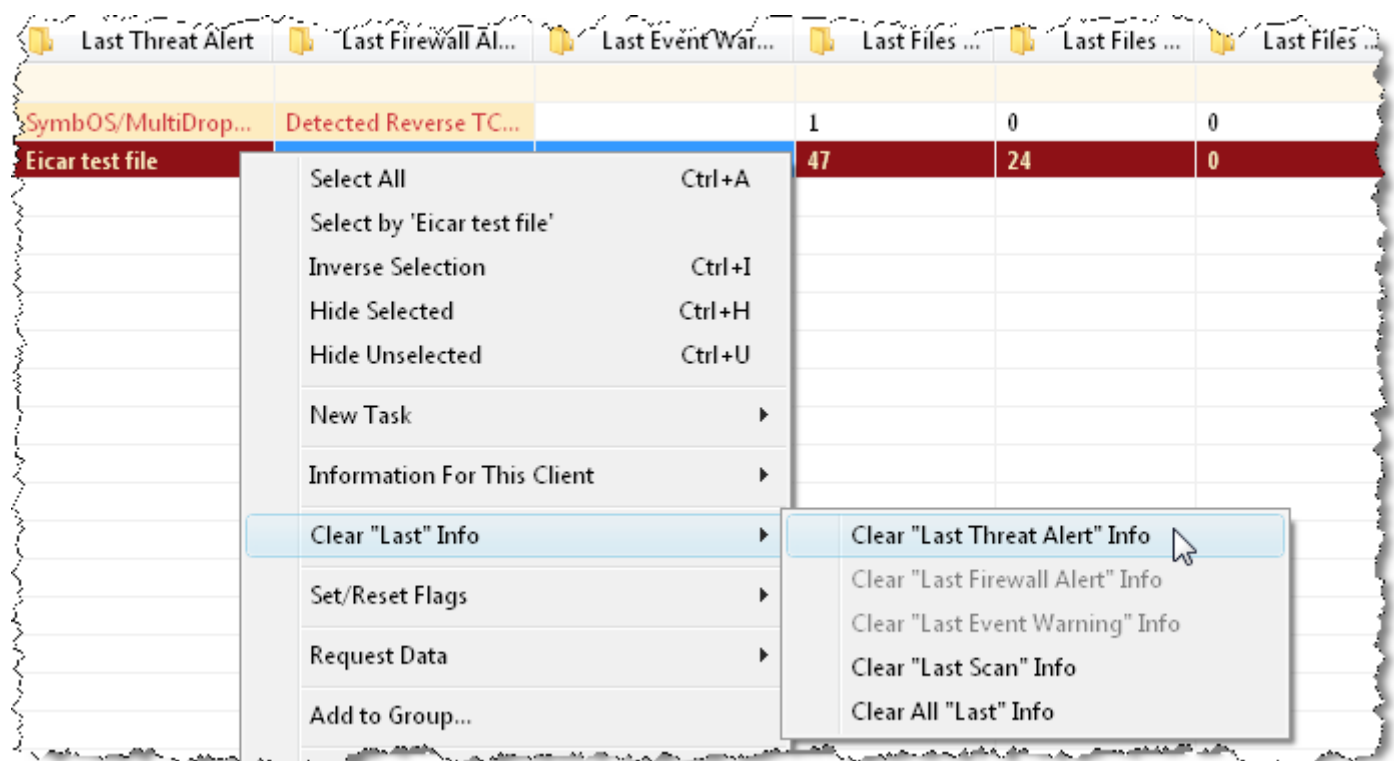 Last Threat Alert Last Firewall Al... Last Event War... Last Files ... Last Files ... Last Files ...
SymbOS/MultiDrop... Detected Reverse TC... 1 0 0
Eicar test file 47 24 0
Select All Ctrl+A
Select by 'Eicar test file'
Inverse Selection Ctrl+I
Hide Selected Ctrl+H
Hide Unselected Ctrl+U
New Task
Information For This Client
Clear "Last" Info
Set/Reset Flags
Request Data
Add to Group...
Clear "Last Threat Alert" Info
Clear "Last Firewall Alert" Info
Clear "Last Event Warning" Info
Clear "Last Scan" Info
Clear All "Last" Info